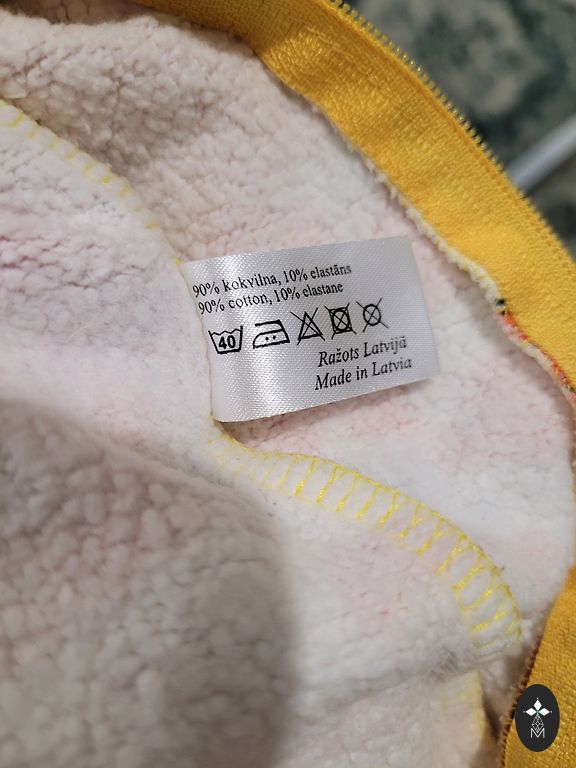 90% kokvilna, 10% elastāns
90% cotton, 10% elastane
40
Ražots Latvijā
Made in Latvia